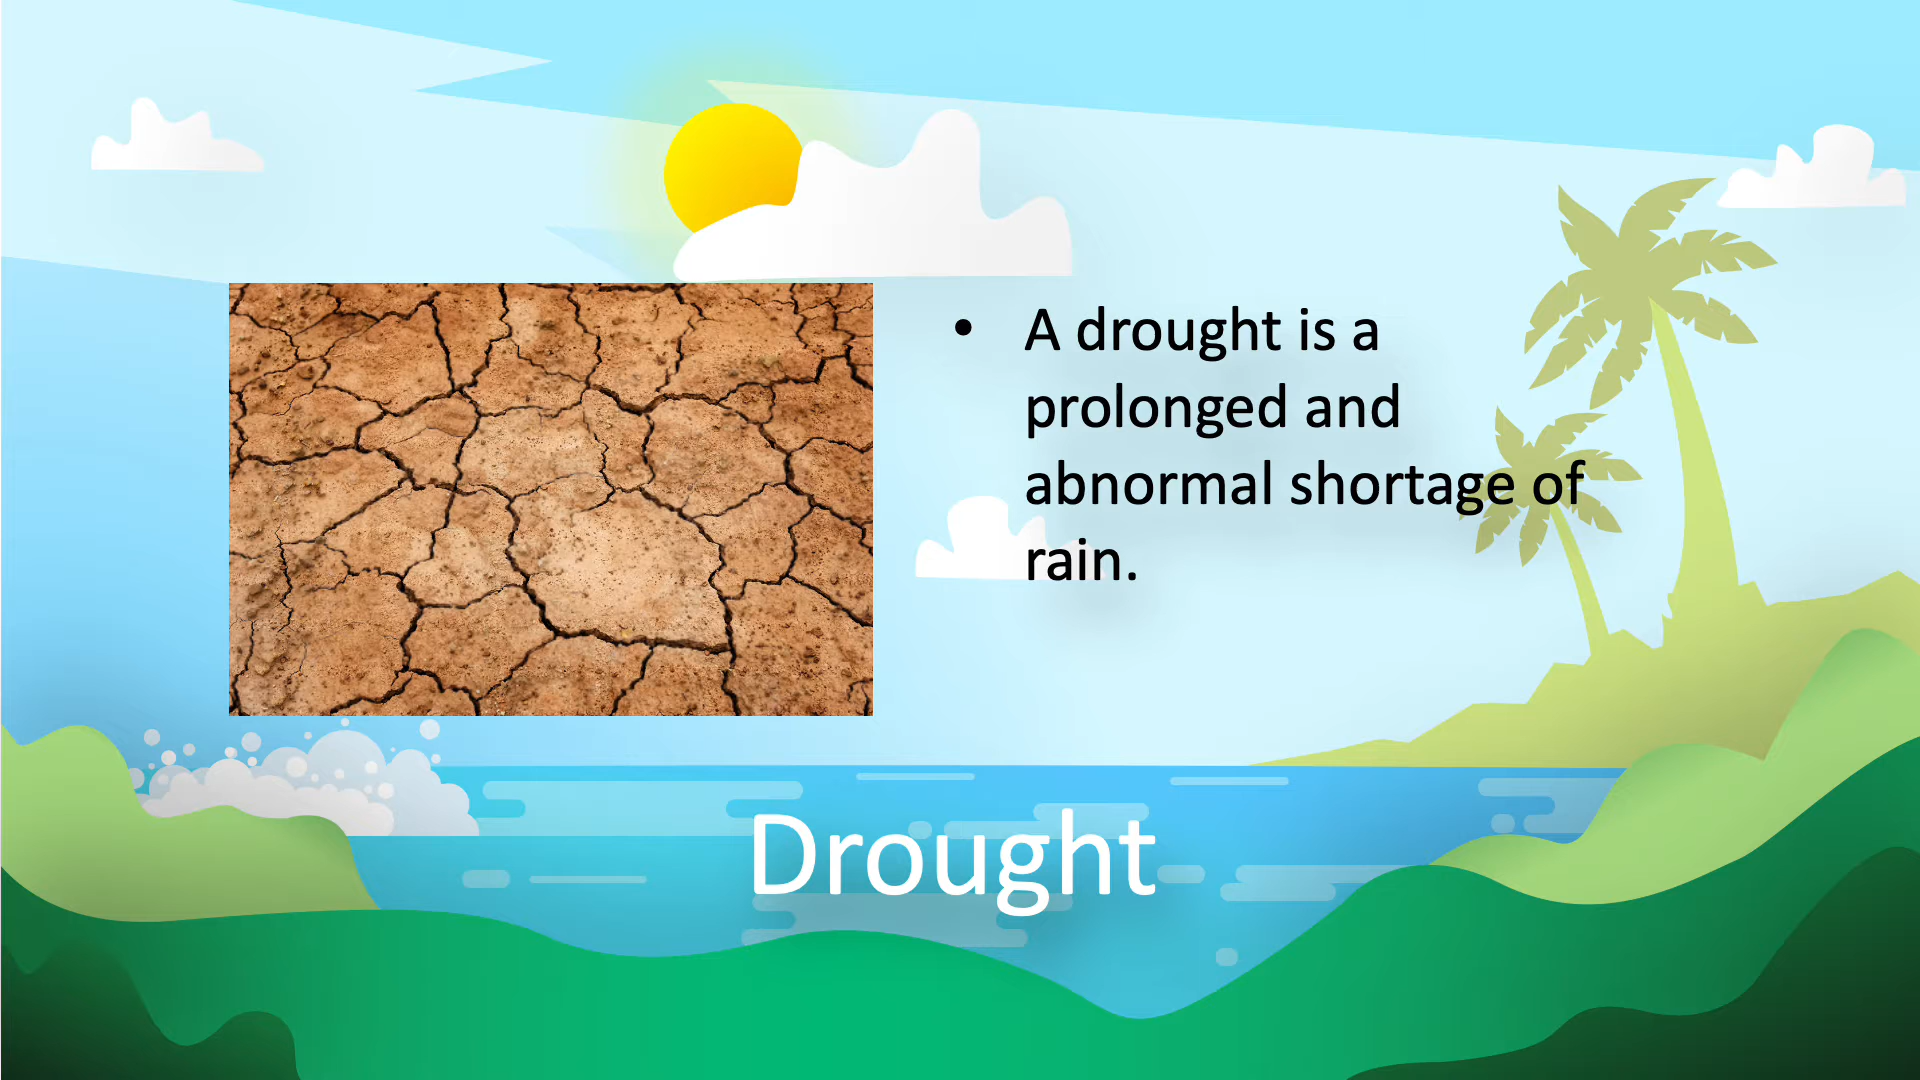 • A drought is a
prolonged and
abnormal shortage of
rain.
Drought